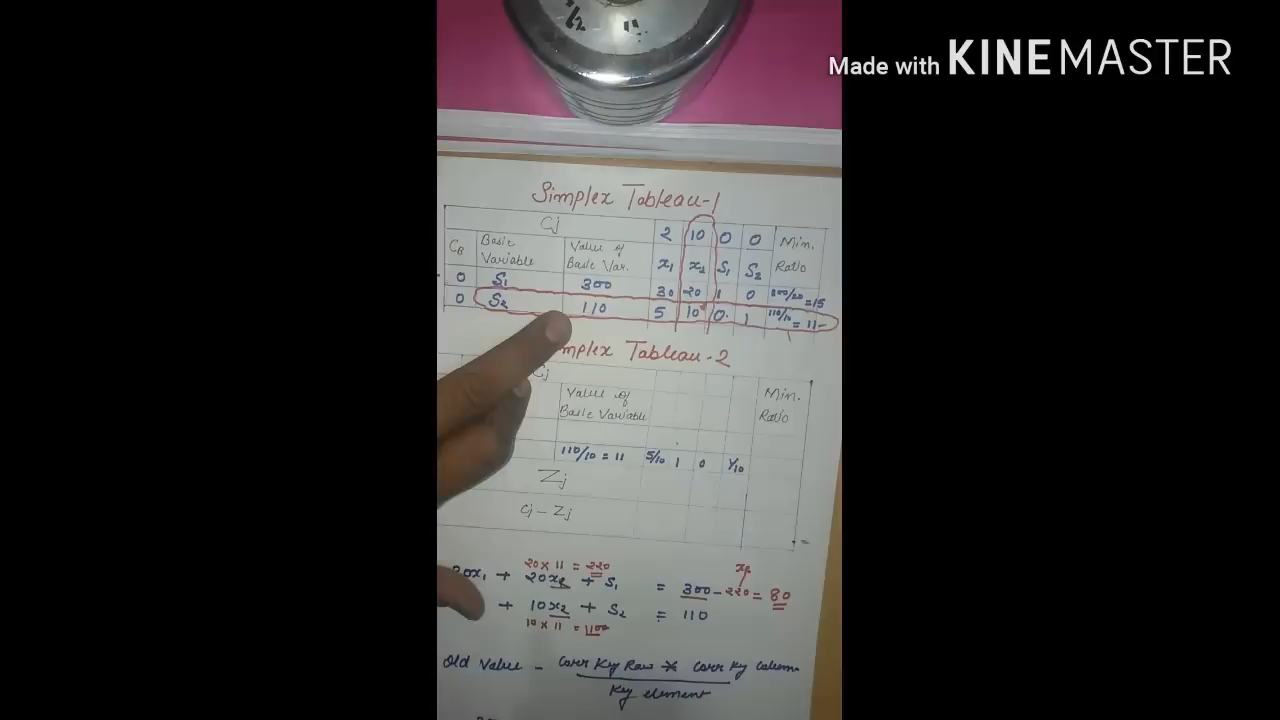 Made with KINEMASTER
Simplex Tableau-1
Cj 2 10 0 0 Min. Ratio
CB Basic Variable Value of Basic Var. x1 x2 S1 S2
0 S1 300 30 20 1 0 300/20 = 15
0 S2 110 5 10 0 1 110/10 = 11
mplex Tableau-2
Cj
Value of Basic Variable Min. Ratio
110/10 = 11 5/10 1 0 1/10
Zj
Cj - Zj
20 x 11 = 220
0x1 + 20x2 + S1 = 300 - 220 = 80
+ 10x2 + S2 = 110
10 x 11 =
Old Value - Corr Key Row * Corr Key Column
Key element